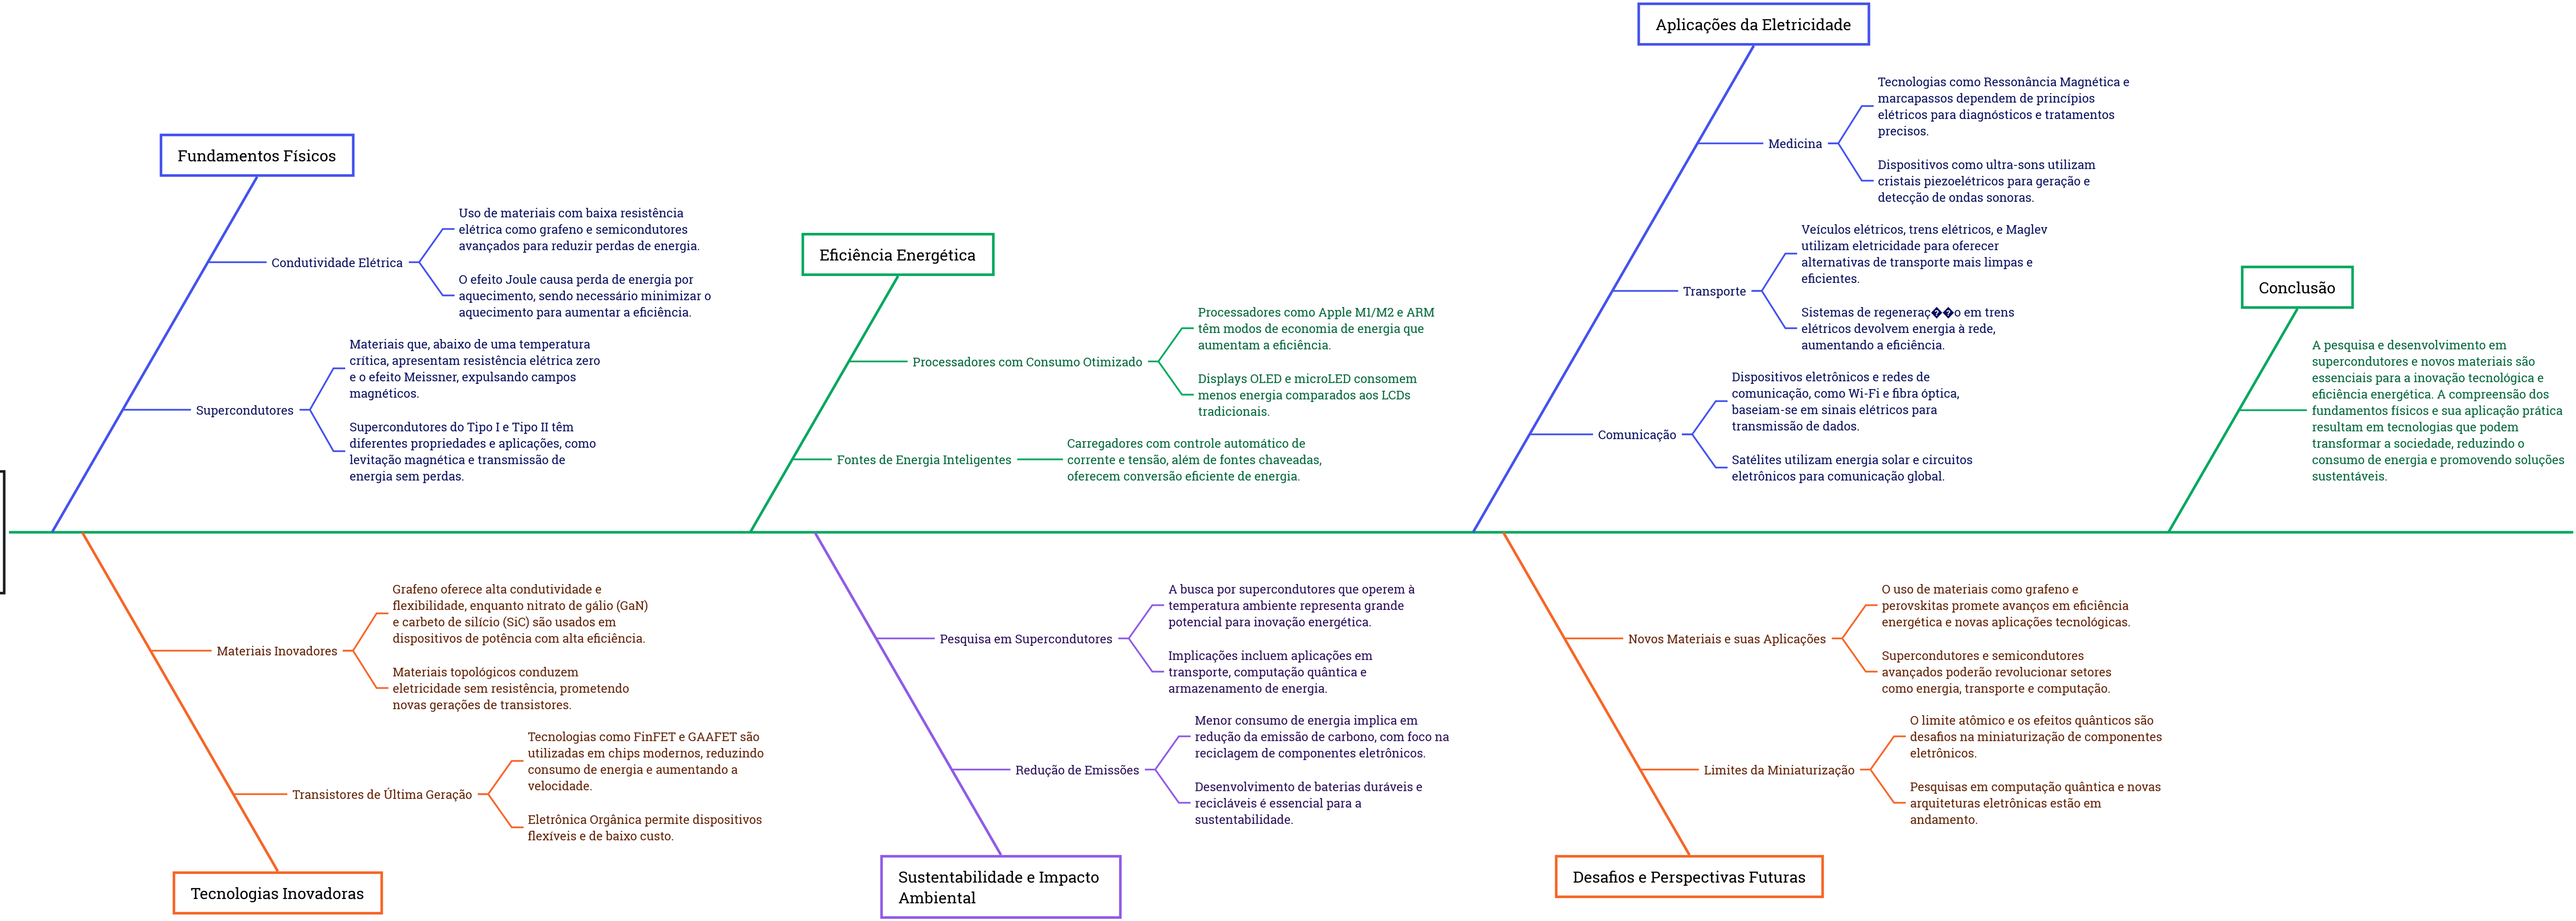 Fundamentos Físicos
Condutividade Elétrica
Uso de materiais com baixa resistência
elétrica como grafeno e semicondutores
avançados para reduzir perdas de energia.
O efeito Joule causa perda de energia por
aquecimento, sendo necessário minimizar o
aquecimento para aumentar a eficiência.
Supercondutores
Materiais que, abaixo de uma temperatura
crítica, apresentam resistência elétrica zero
e o efeito Meissner, expulsando campos
magnéticos.
Supercondutores do Tipo I e Tipo II têm
diferentes propriedades e aplicações, como
levitação magnética e transmissão de
energia sem perdas.
Tecnologias Inovadoras
Materiais Inovadores
Grafeno oferece alta condutividade e
flexibilidade, enquanto nitrato de gálio (GaN)
e carbeto de silício (SiC) são usados em
dispositivos de potência com alta eficiência.
Materiais topológicos conduzem
eletricidade sem resistência, prometendo
novas gerações de transistores.
Transistores de Última Geração
Tecnologias como FinFET e GAAFET são
utilizadas em chips modernos, reduzindo
consumo de energia e aumentando a
velocidade.
Eletrônica Orgânica permite dispositivos
flexíveis e de baixo custo.
Eficiência Energética
Processadores com Consumo Otimizado
Processadores como Apple M1/M2 e ARM
têm modos de economia de energia que
aumentam a eficiência.
Displays OLED e microLED consomem
menos energia comparados aos LCDs
tradicionais.
Fontes de Energia Inteligentes
Carregadores com controle automático de
corrente e tensão, além de fontes chaveadas,
oferecem conversão eficiente de energia.
Sustentabilidade e Impacto
Ambiental
Pesquisa em Supercondutores
A busca por supercondutores que operem à
temperatura ambiente representa grande
potencial para inovação energética.
Implicações incluem aplicações em
transporte, computação quântica e
armazenamento de energia.
Redução de Emissões
Menor consumo de energia implica em
redução da emissão de carbono, com foco na
reciclagem de componentes eletrônicos.
Desenvolvimento de baterias duráveis e
recicláveis é essencial para a
sustentabilidade.
Aplicações da Eletricidade
Medicina
Tecnologias como Ressonância Magnética e
marcapassos dependem de princípios
elétricos para diagnósticos e tratamentos
precisos.
Dispositivos como ultra-sons utilizam
cristais piezoelétricos para geração e
detecção de ondas sonoras.
Transporte
Veículos elétricos, trens elétricos, e Maglev
utilizam eletricidade para oferecer
alternativas de transporte mais limpas e
eficientes.
Sistemas de regeneraç��o em trens
elétricos devolvem energia à rede,
aumentando a eficiência.
Comunicação
Dispositivos eletrônicos e redes de
comunicação, como Wi-Fi e fibra óptica,
baseiam-se em sinais elétricos para
transmissão de dados.
Satélites utilizam energia solar e circuitos
eletrônicos para comunicação global.
Desafios e Perspectivas Futuras
Novos Materiais e suas Aplicações
O uso de materiais como grafeno e
perovskitas promete avanços em eficiência
energética e novas aplicações tecnológicas.
Supercondutores e semicondutores
avançados poderão revolucionar setores
como energia, transporte e computação.
Limites da Miniaturização
O limite atômico e os efeitos quânticos são
desafios na miniaturização de componentes
eletrônicos.
Pesquisas em computação quântica e novas
arquiteturas eletrônicas estão em
andamento.
Conclusão
A pesquisa e desenvolvimento em
supercondutores e novos materiais são
essenciais para a inovação tecnológica e
eficiência energética. A compreensão dos
fundamentos físicos e sua aplicação prática
resultam em tecnologias que podem
transformar a sociedade, reduzindo o
consumo de energia e promovendo soluções
sustentáveis.